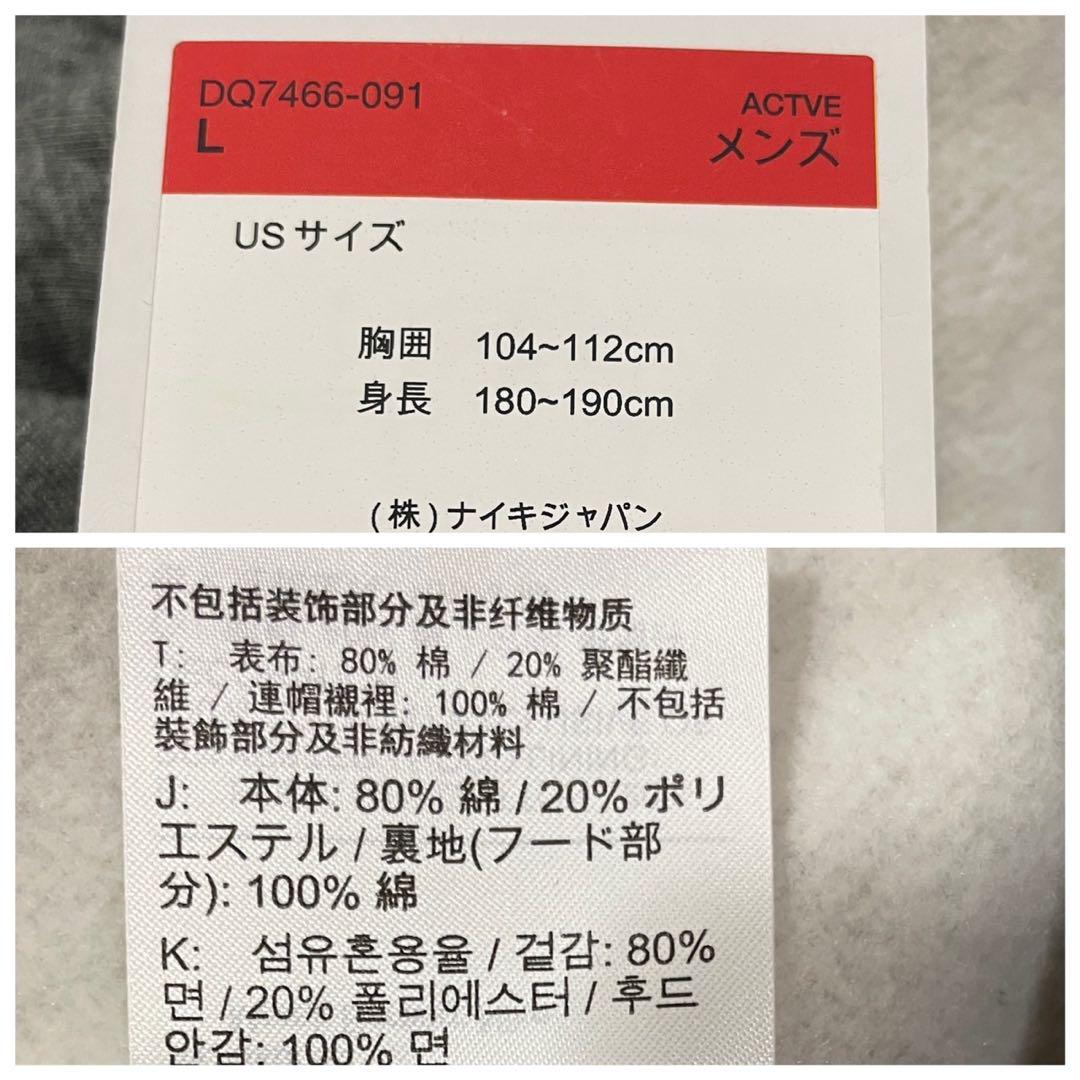 DQ7466-091
L
ACTVE
メンズ
USサイズ
胸囲 104~112cm
身長 180~190cm
(株)ナイキジャパン
不包括装饰部分及非纤维物质
T: 表布: 80% 棉 / 20% 聚酯纖
維 / 連帽襯裡: 100% 棉 / 不包括
裝飾部分及非紡織材料
J: 本体: 80% 綿 / 20% ポリ
エステル / 裏地(フード部
分): 100% 綿
K: 섬유혼용율 / 겉감: 80%
면 / 20% 폴리에스터 / 후드
안감: 100% 면